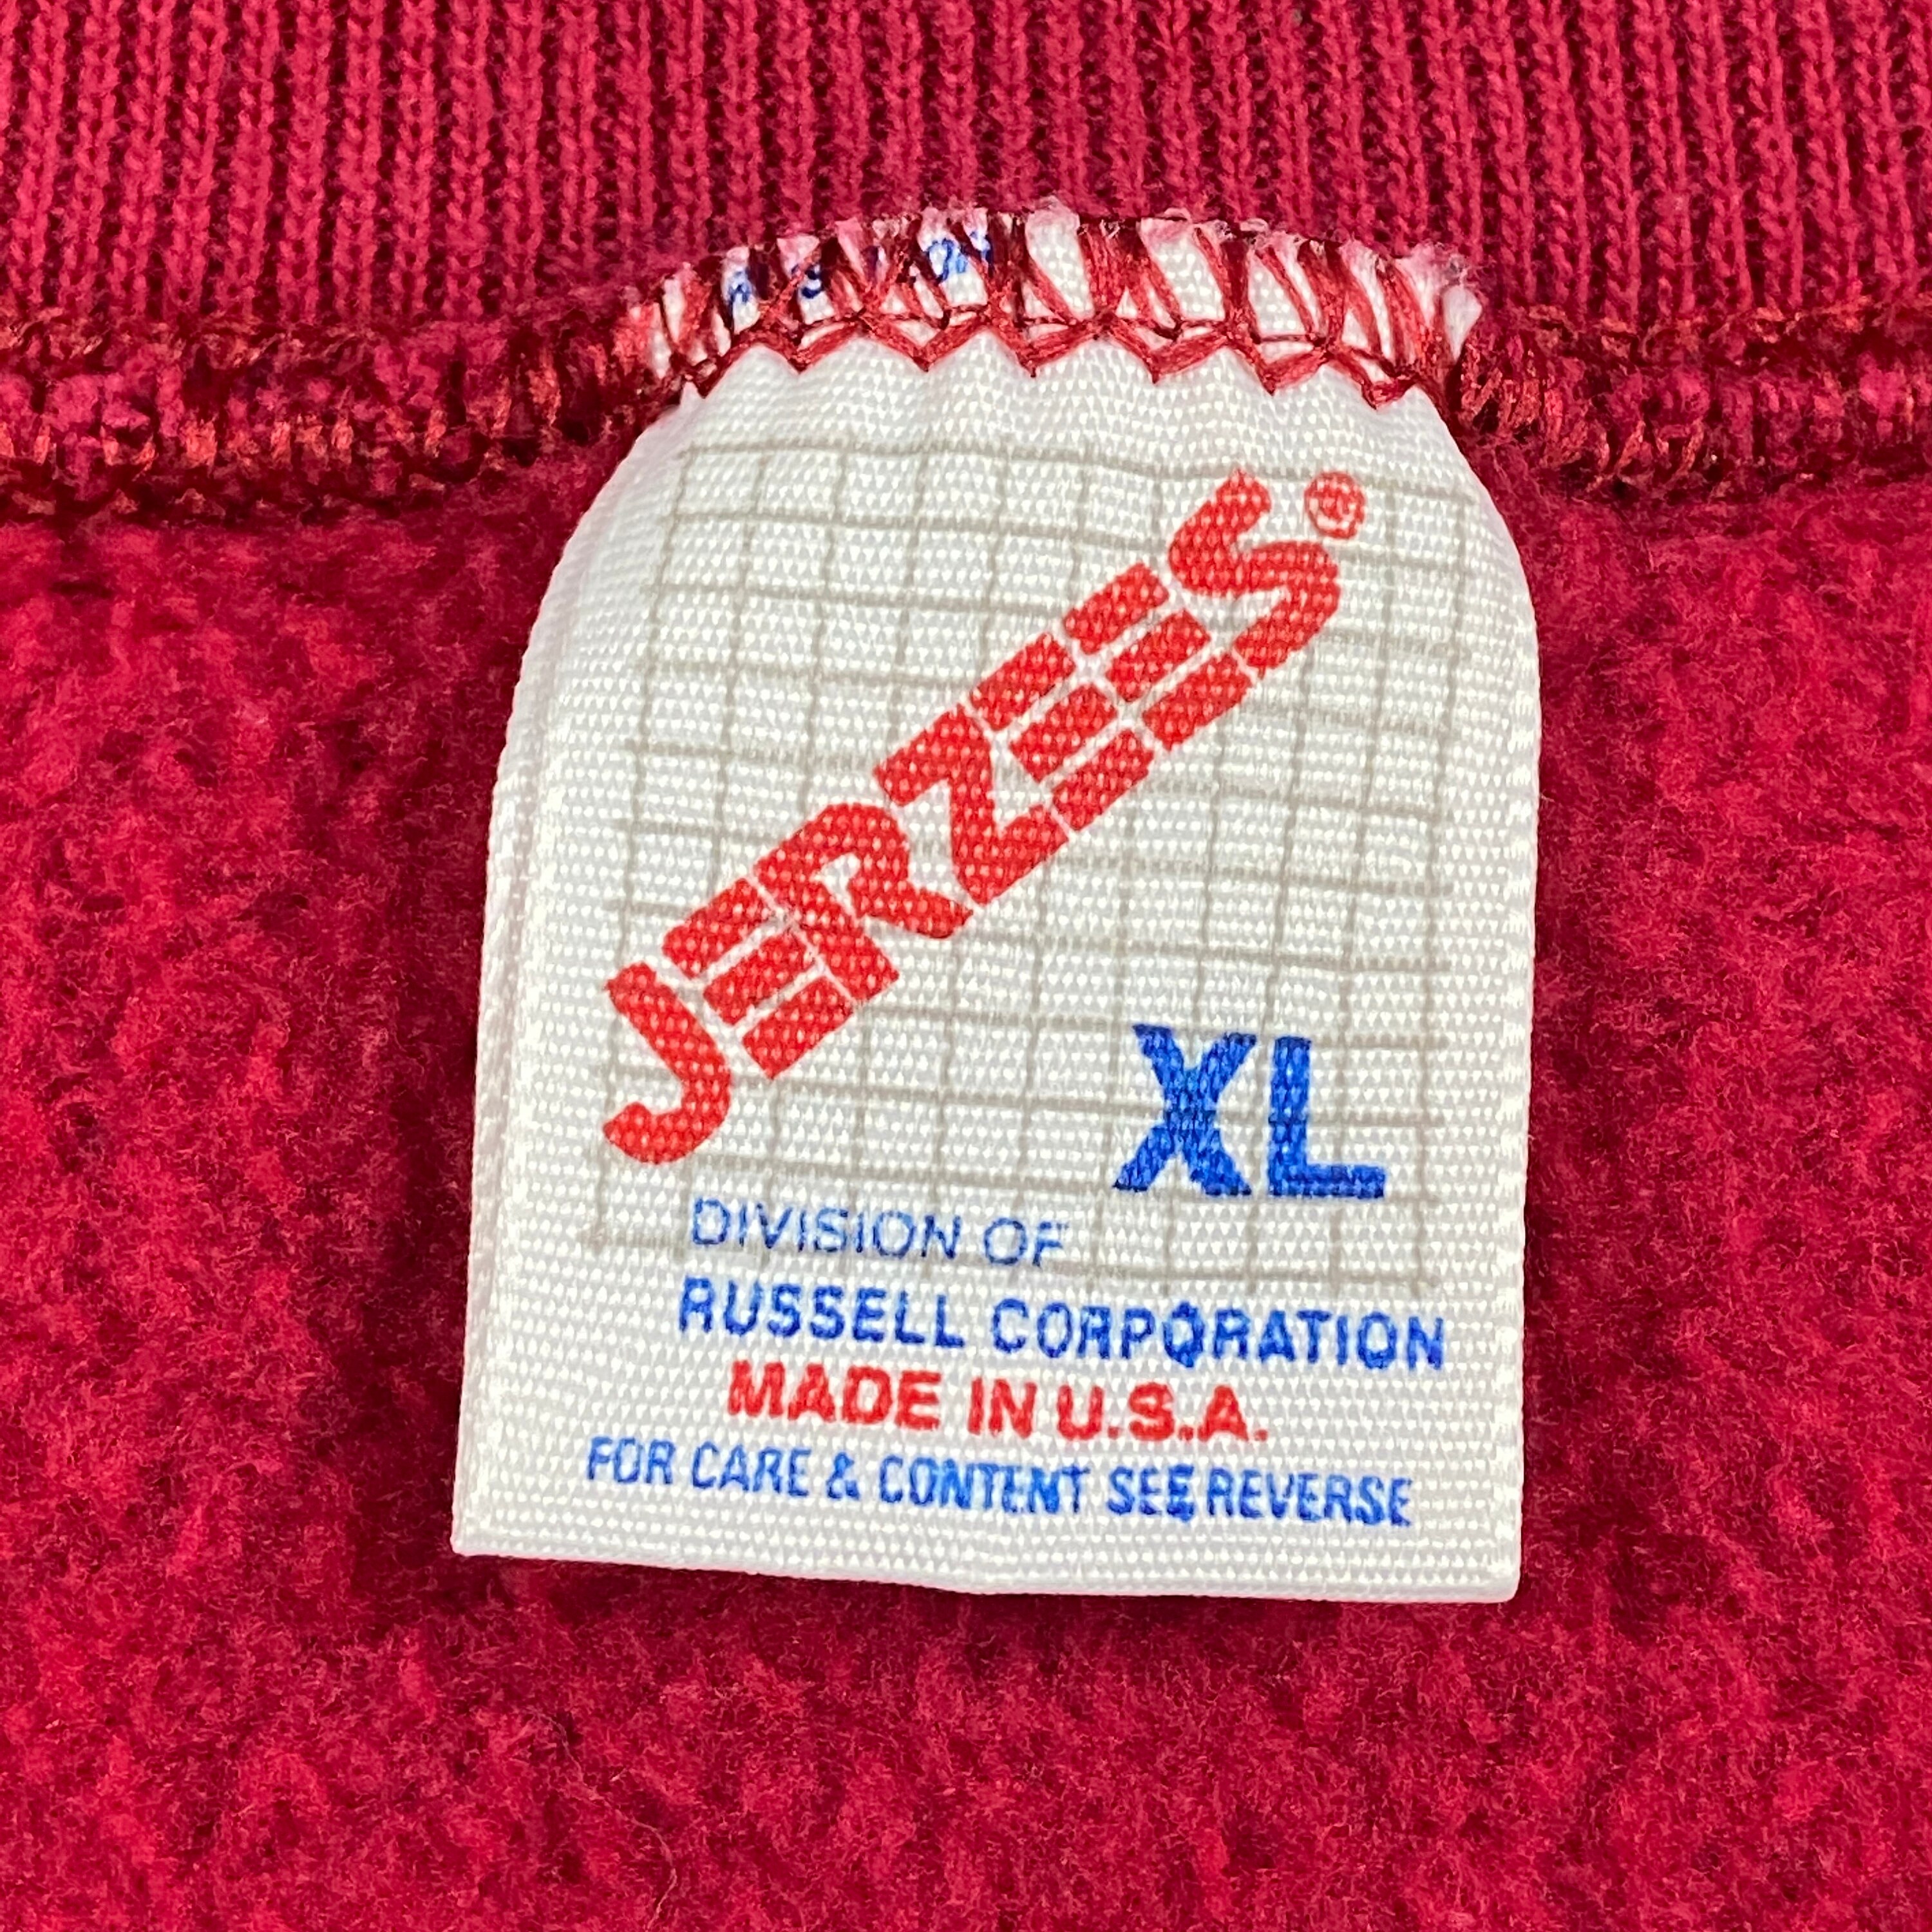 JERZEES®
XL
DIVISION OF
RUSSELL CORPORATION
MADE IN U.S.A.
FOR CARE & CONTENT SEE REVERSE